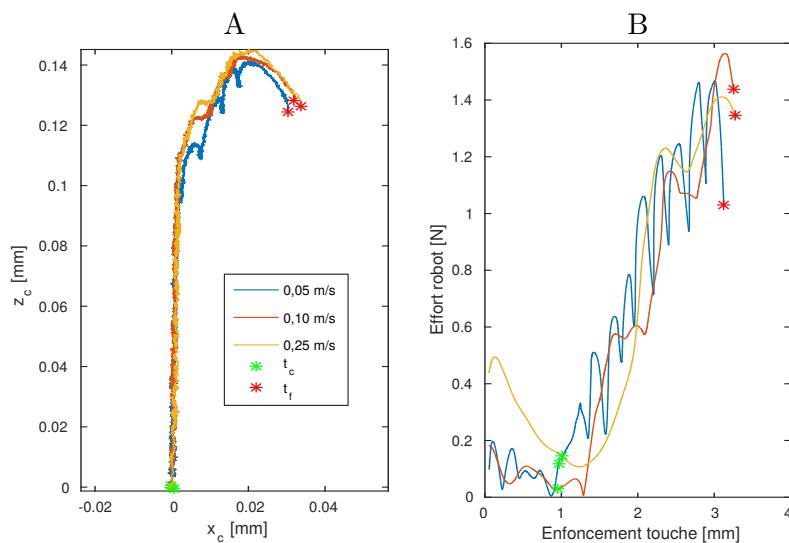 A
B
0.14
0.12
0.1
0.08
0.06
0.04
0.02
0
z_c [mm]
-0.02
0
0.02
0.04
x_c [mm]
0,05 m/s
0,10 m/s
0,25 m/s
t_c
t_f
1.6
1.4
1.2
1
0.8
0.6
0.4
0.2
0
Effort robot [N]
0
1
2
3
4
Enfoncement touche [mm]